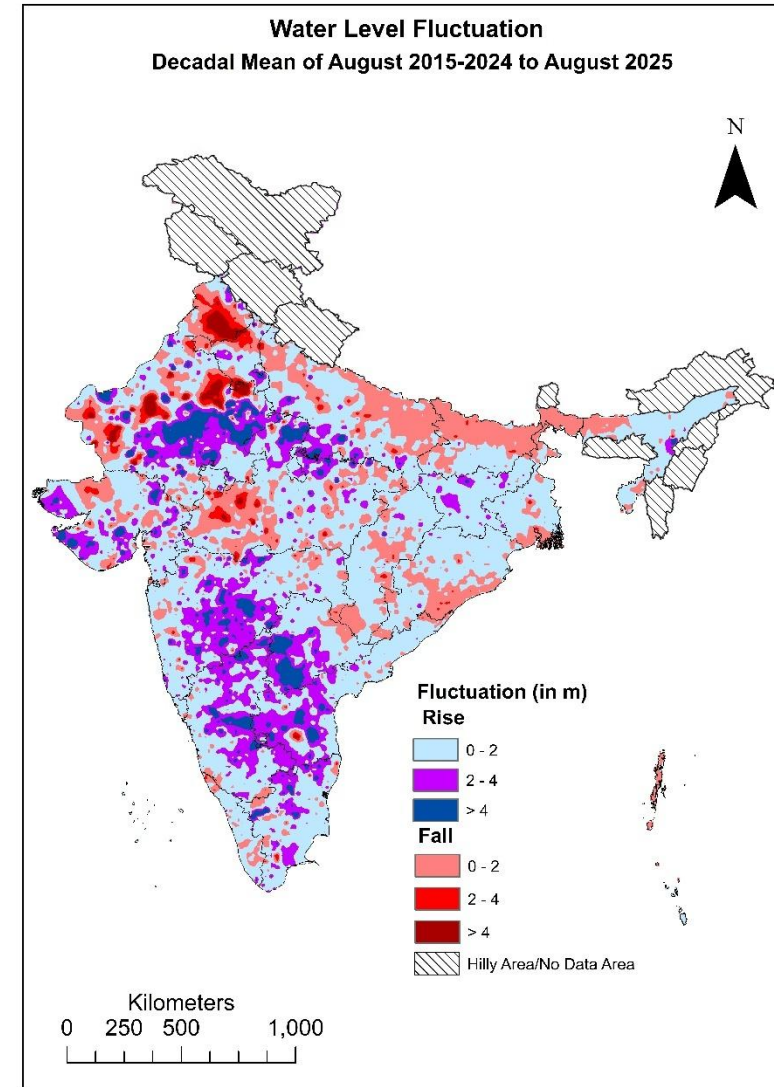 Water Level Fluctuation
Decadal Mean of August 2015-2024 to August 2025
N
Fluctuation (in m)
Rise
0 - 2
2 - 4
> 4
Fall
0 - 2
2 - 4
> 4
Hilly Area/No Data Area
Kilometers
0 250 500 1,000